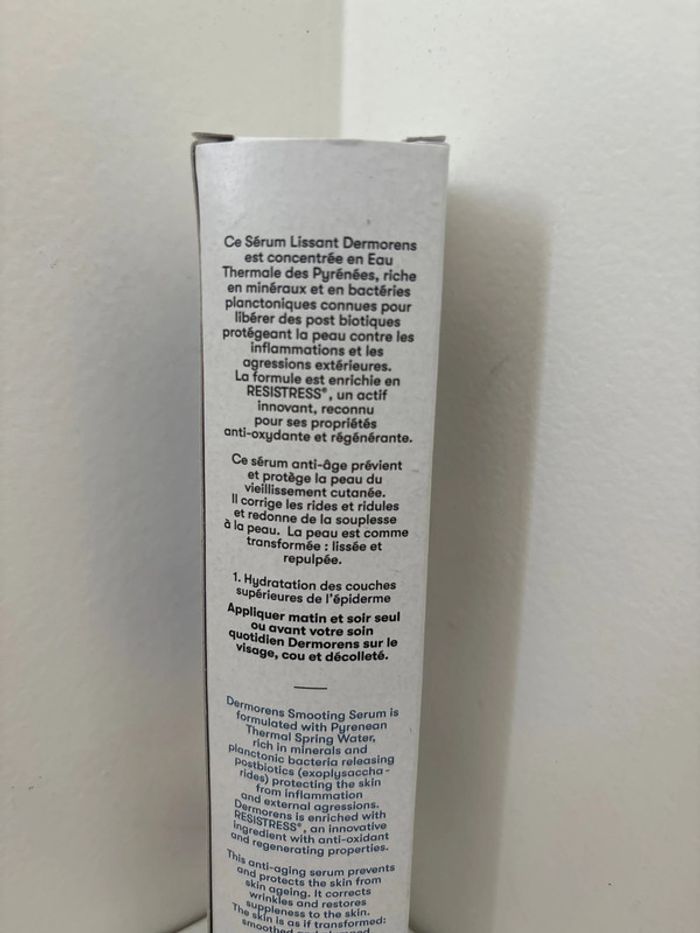 Ce Sérum Lissant Dermorens
est concentrée en Eau
Thermale des Pyrénées, riche
en minéraux et en bactéries
planctoniques connues pour
libérer des post biotiques
protégeant la peau contre les
inflammations et les
agressions extérieures.
La formule est enrichie en
RESISTRESS®, un actif
innovant, reconnu
pour ses propriétés
anti-oxydante et régénérante.
Ce sérum anti-âge prévient
et protège la peau du
vieillissement cutanée.
Il corrige les rides et ridules
et redonne de la souplesse
à la peau. La peau est comme
transformée : lissée et
repulpée.
1. Hydratation des couches
supérieures de l'épiderme
Appliquer matin et soir seul
ou avant votre soin
quotidien Dermorens sur le
visage, cou et décolleté.
Dermorens Smooting Serum is
formulated with Pyrenean
Thermal Spring Water,
rich in minerals and
planctonic bacteria releasing
postbiotics (exoplysaccha-
rides) protecting the skin
from inflammation
and external agressions.
Dermorens is enriched with
RESISTRESS®, an innovative
ingredient with anti-oxidant
and regenerating properties.
This anti-aging serum prevents
and protects the skin from
skin ageing. It corrects
wrinkles and restores
suppleness to the skin.
The skin is as if transformed:
smoothed